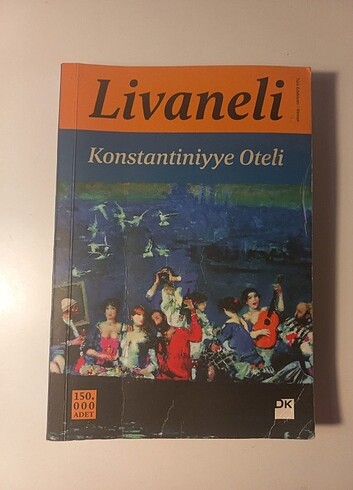 Livaneli
Konstantiniyye Oteli
150.
000
ADET
DK